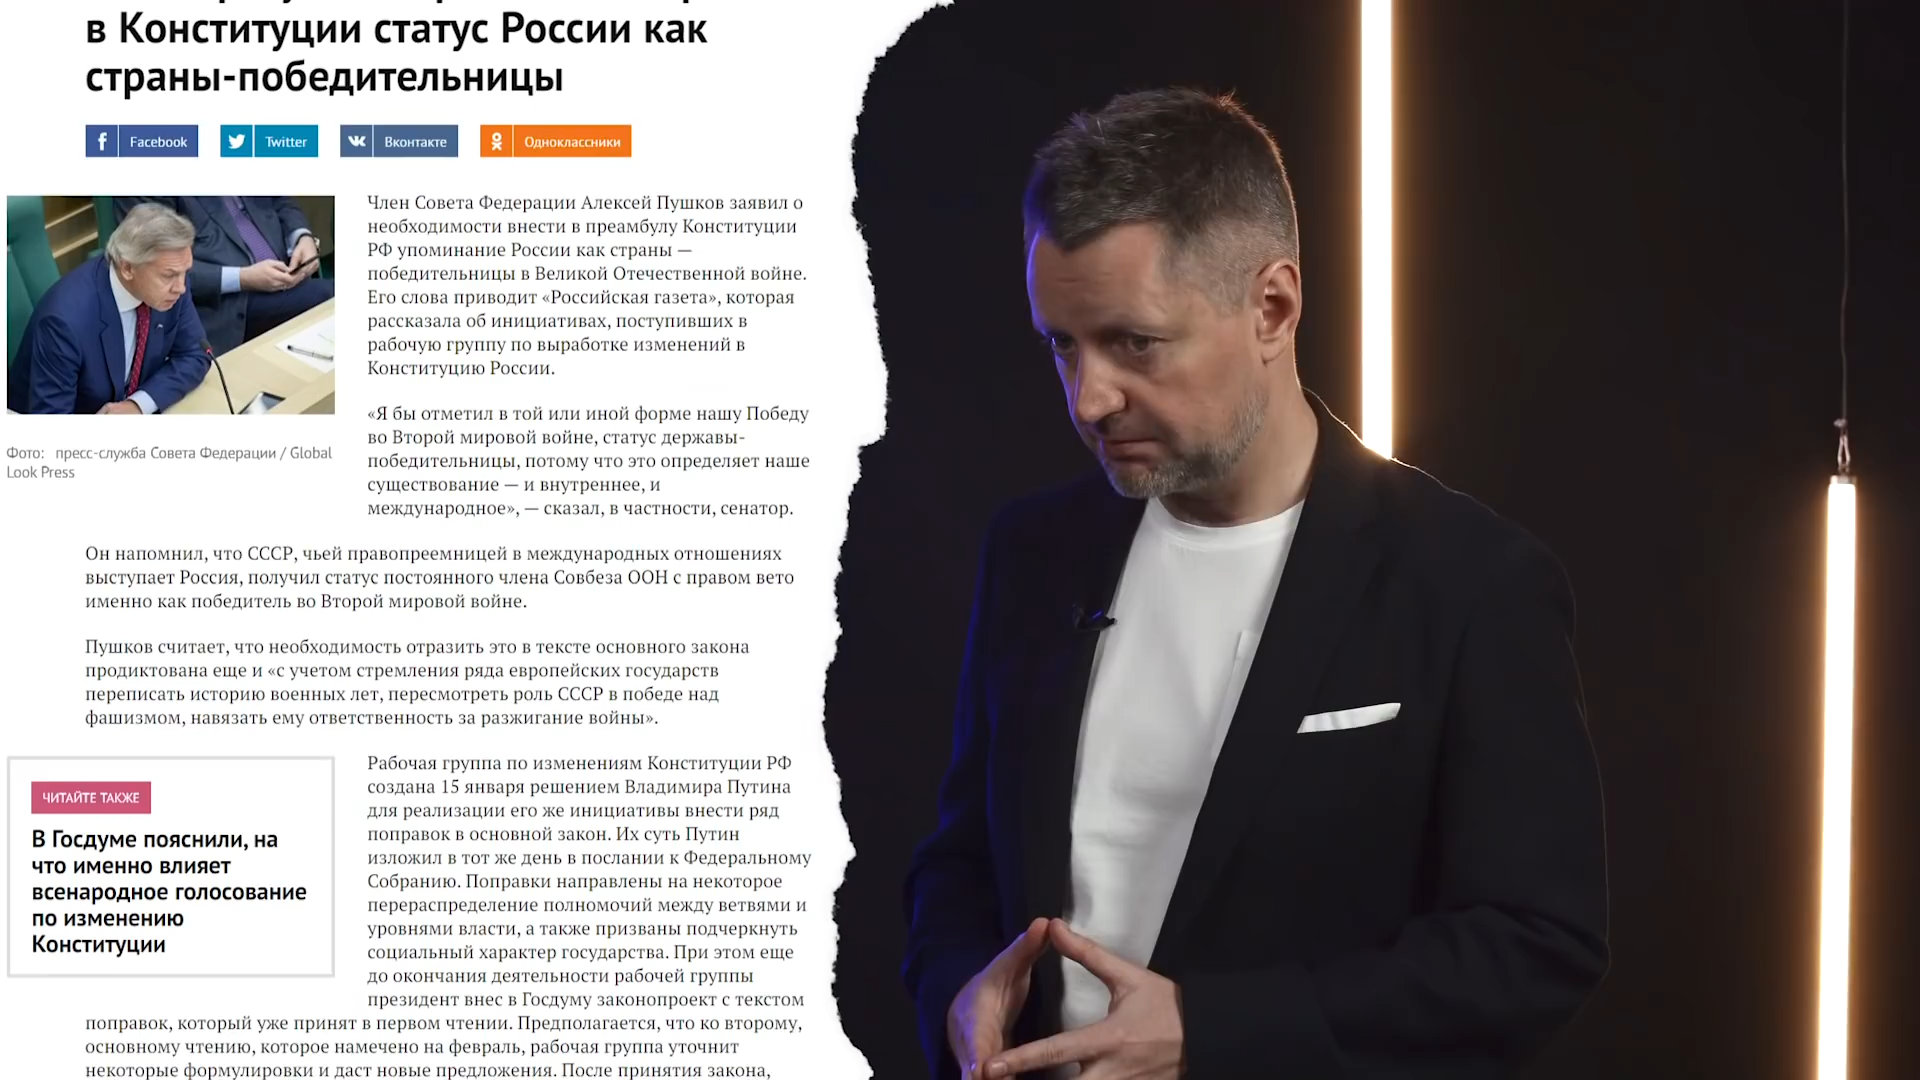 в Конституции статус России как
страны-победительницы
Facebook
Twitter
Вконтакте
Одноклассники
Член Совета Федерации Алексей Пушков заявил о
необходимости внести в преамбулу Конституции
РФ упоминание России как страны —
победительницы в Великой Отечественной войне.
Его слова приводит «Российская газета», которая
рассказала об инициативах, поступивших в
рабочую группу по выработке изменений в
Конституцию России.
Фото: пресс-служба Совета Федерации / Global
Look Press
«Я бы отметил в той или иной форме нашу Победу
во Второй мировой войне, статус державы-
победительницы, потому что это определяет наше
существование — и внутреннее, и
международное», — сказал, в частности, сенатор.
Он напомнил, что СССР, чьей правопреемницей в международных отношениях
выступает Россия, получил статус постоянного члена Совбеза ООН с правом вето
именно как победитель во Второй мировой войне.
Пушков считает, что необходимость отразить это в тексте основного закона
продиктована еще и «с учетом стремления ряда европейских государств
переписать историю военных лет, пересмотреть роль СССР в победе над
фашизмом, навязать ему ответственность за разжигание войны».
ЧИТАЙТЕ ТАКЖЕ
В Госдуме пояснили, на
что именно влияет
всенародное голосование
по изменению
Конституции
Рабочая группа по изменениям Конституции РФ
создана 15 января решением Владимира Путина
для реализации его же инициативы внести ряд
поправок в основной закон. Их суть Путин
изложил в тот же день в послании к Федеральному
Собранию. Поправки направлены на некоторое
перераспределение полномочий между ветвями и
уровнями власти, а также призваны подчеркнуть
социальный характер государства. При этом еще
до окончания деятельности рабочей группы
президент внес в Госдуму законопроект с текстом
поправок, который уже принят в первом чтении. Предполагается, что ко второму,
основному чтению, которое намечено на февраль, рабочая группа уточнит
некоторые формулировки и даст новые предложения. После принятия закона,